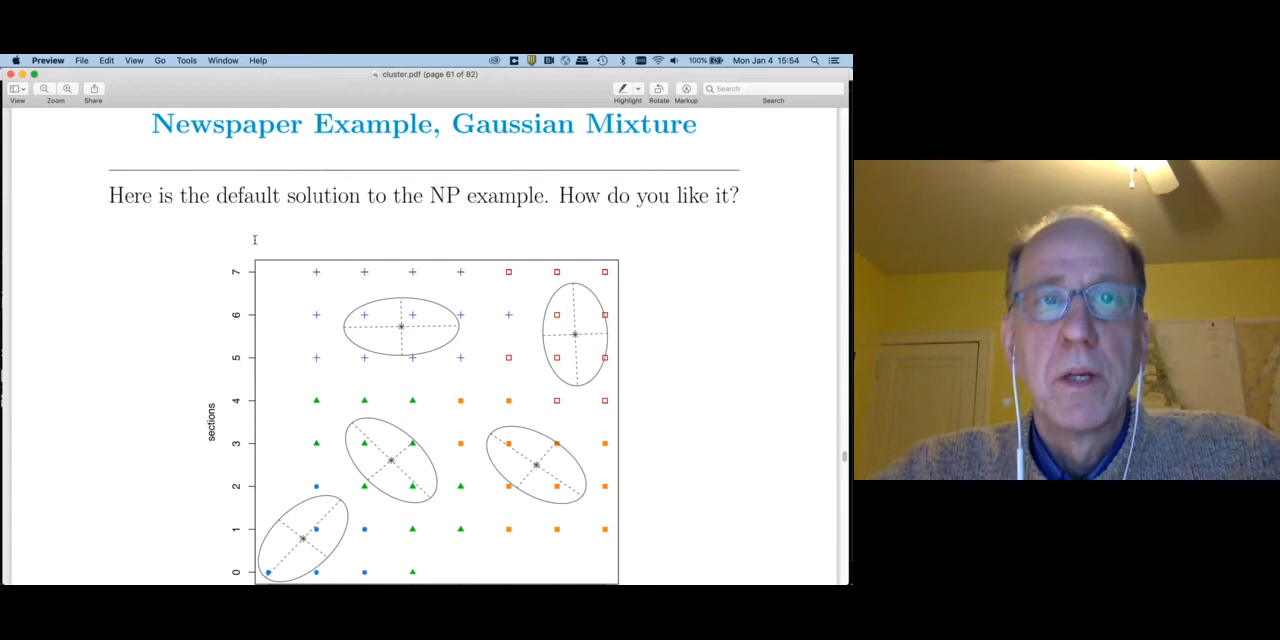 Preview File Edit View Go Tools Window Help 100% Mon Jan 4 15:54
cluster.pdf (page 61 of 82)
Search
View Zoom Share Highlight Rotate Markup Search
Newspaper Example, Gaussian Mixture
Here is the default solution to the NP example. How do you like it?
7
6
5
4
sections
3
2
1
0